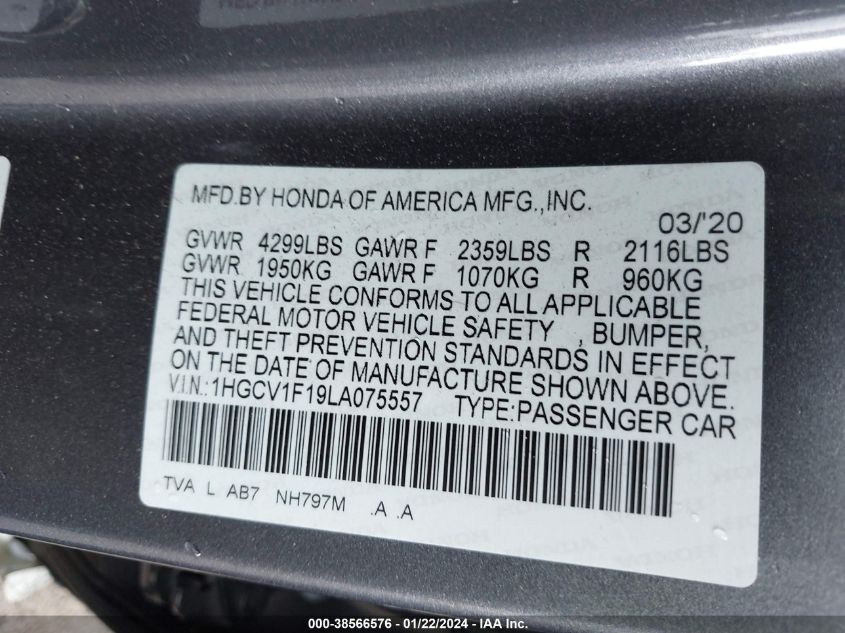 MFD.BY HONDA OF AMERICA MFG.,INC.
03/'20
GVWR 4299LBS GAWR F 2359LBS R 2116LBS
GVWR 1950KG GAWR F 1070KG R 960KG
THIS VEHICLE CONFORMS TO ALL APPLICABLE
FEDERAL MOTOR VEHICLE SAFETY , BUMPER,
AND THEFT PREVENTION STANDARDS IN EFFECT
ON THE DATE OF MANUFACTURE SHOWN ABOVE.
V.I.N.:1HGCV1F19LA075557 TYPE:PASSENGER CAR
TVA L AB7 NH797M .A .A
000-38566576 - 01/22/2024 - IAA Inc.